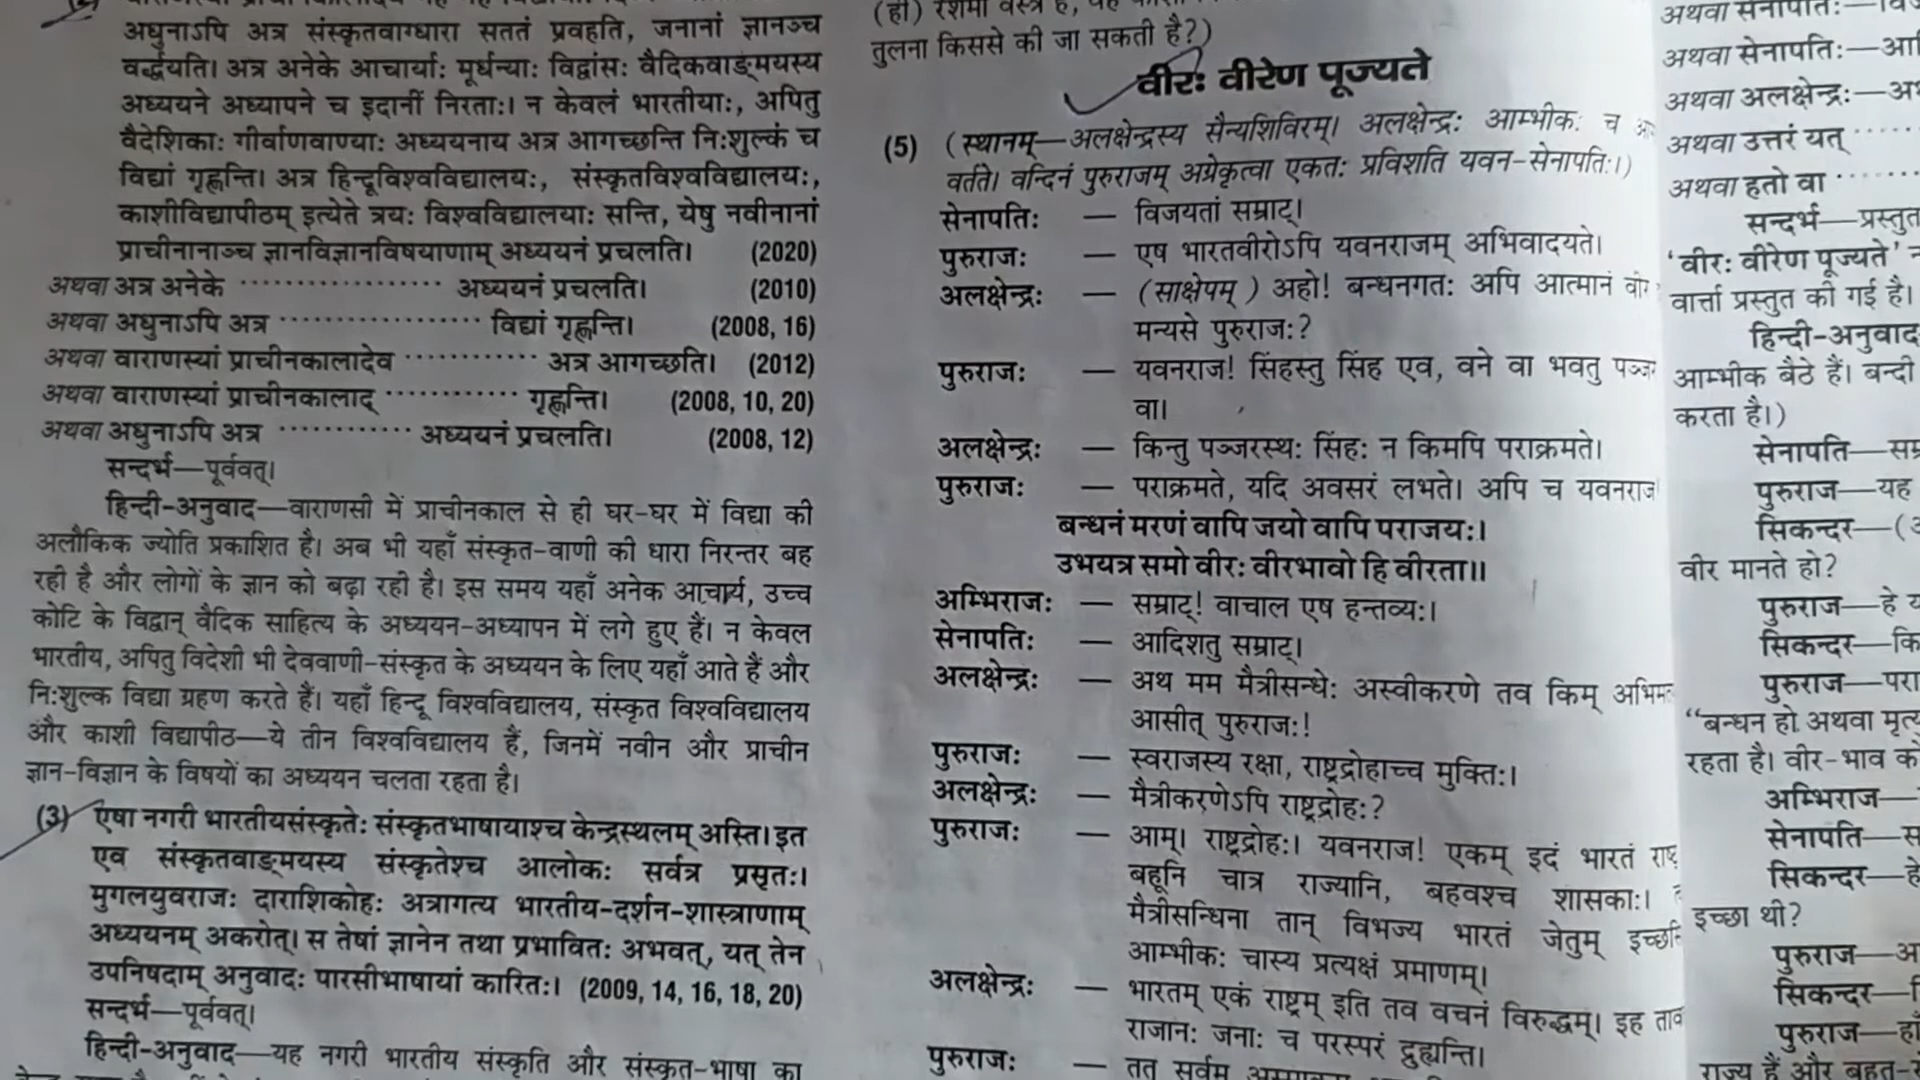 अधुनाऽपि अत्र संस्कृतवाग्धारा सततं प्रवहति, जनानां ज्ञानञ्च
वर्द्धयति। अत्र अनेके आचार्याः मूर्धन्याः विद्वांसः वैदिकवाङ्मयस्य
अध्ययने अध्यापने च इदानीं निरताः। न केवलं भारतीयाः, अपितु
वैदेशिकाः गीर्वाणवाण्याः अध्ययनाय अत्र आगच्छन्ति निःशुल्कं च
विद्यां गृह्णन्ति। अत्र हिन्दूविश्वविद्यालयः, संस्कृतविश्वविद्यालयः,
काशीविद्यापीठम् इत्येते त्रयः विश्वविद्यालयाः सन्ति, येषु नवीनानां
प्राचीनानाञ्च ज्ञानविज्ञानविषयाणाम् अध्ययनं प्रचलति। (2020)
अथवा अत्र अनेके ·················· अध्ययनं प्रचलति। (2010)
अथवा अधुनाऽपि अत्र ·················· विद्यां गृह्णन्ति। (2008, 16)
अथवा वाराणस्यां प्राचीनकालादेव ············ अत्र आगच्छति। (2012)
अथवा वाराणस्यां प्राचीनकालाद् ············ गृह्णन्ति। (2008, 10, 20)
अथवा अधुनाऽपि अत्र ············ अध्ययनं प्रचलति। (2008, 12)
सन्दर्भ—पूर्ववत्।
हिन्दी-अनुवाद—वाराणसी में प्राचीनकाल से ही घर-घर में विद्या की
अलौकिक ज्योति प्रकाशित है। अब भी यहाँ संस्कृत-वाणी की धारा निरन्तर बह
रही है और लोगों के ज्ञान को बढ़ा रही है। इस समय यहाँ अनेक आचार्य, उच्च
कोटि के विद्वान् वैदिक साहित्य के अध्ययन-अध्यापन में लगे हुए हैं। न केवल
भारतीय, अपितु विदेशी भी देववाणी-संस्कृत के अध्ययन के लिए यहाँ आते हैं और
निःशुल्क विद्या ग्रहण करते हैं। यहाँ हिन्दू विश्वविद्यालय, संस्कृत विश्वविद्यालय
और काशी विद्यापीठ—ये तीन विश्वविद्यालय हैं, जिनमें नवीन और प्राचीन
ज्ञान-विज्ञान के विषयों का अध्ययन चलता रहता है।
(3) एषा नगरी भारतीयसंस्कृतेः संस्कृतभाषायाश्च केन्द्रस्थलम् अस्ति। इत
एव संस्कृतवाङ्मयस्य संस्कृतेश्च आलोकः सर्वत्र प्रसृतः।
मुगलयुवराजः दाराशिकोहः अत्रागत्य भारतीय-दर्शन-शास्त्राणाम्
अध्ययनम् अकरोत्। स तेषां ज्ञानेन तथा प्रभावितः अभवत्, यत् तेन
उपनिषदाम् अनुवादः पारसीभाषायां कारितः। (2009, 14, 16, 18, 20)
सन्दर्भ—पूर्ववत्।
हिन्दी-अनुवाद—यह नगरी भारतीय संस्कृति और संस्कृत-भाषा का
(हो) रेशमी वस्त्र है, वह
तुलना किससे की जा सकती है?)
वीरः वीरेण पूज्यते
(5) (स्थानम्—अलक्षेन्द्रस्य सैन्यशिविरम्। अलक्षेन्द्रः आम्भीकः च
वर्तते। वन्दिनं पुरुराजम् अग्रेकृत्वा एकतः प्रविशति यवन-सेनापतिः।)
सेनापतिः — विजयतां सम्राट्।
पुरुराजः — एष भारतवीरोऽपि यवनराजम् अभिवादयते।
अलक्षेन्द्रः — (साक्षेपम्) अहो! बन्धनगतः अपि आत्मानं वीर
मन्यसे पुरुराजः?
पुरुराजः — यवनराज! सिंहस्तु सिंह एव, वने वा भवतु
वा।
अलक्षेन्द्रः — किन्तु पञ्जरस्थः सिंहः न किमपि पराक्रमते।
पुरुराजः — पराक्रमते, यदि अवसरं लभते। अपि च यवनराज
बन्धनं मरणं वापि जयो वापि पराजयः।
उभयत्र समो वीरः वीरभावो हि वीरता॥
अम्भिराजः — सम्राट्! वाचाल एष हन्तव्यः।
सेनापतिः — आदिशतु सम्राट्।
अलक्षेन्द्रः — अथ मम मैत्रीसन्धेः अस्वीकरणे तव किम्
आसीत् पुरुराजः!
पुरुराजः — स्वराजस्य रक्षा, राष्ट्रद्रोहाच्च मुक्तिः।
अलक्षेन्द्रः — मैत्रीकरणेऽपि राष्ट्रद्रोहः?
पुरुराजः — आम्। राष्ट्रद्रोहः। यवनराज! एकम् इदं भारतं
बहूनि चात्र राज्यानि, बहवश्च शासकाः।
मैत्रीसन्धिना तान् विभज्य भारतं जेतुम्
आम्भीकः चास्य प्रत्यक्षं प्रमाणम्।
अलक्षेन्द्रः — भारतम् एकं राष्ट्रम् इति तव वचनं विरुद्धम्। इह
राजानः जनाः च परस्परं द्रुह्यन्ति।
पुरुराजः — तत् सर्वम्
अथवा सेनापतिः—
अथवा सेनापतिः—
अथवा अलक्षेन्द्रः—
अथवा उत्तरं यत् ······
अथवा हतो वा ·······
सन्दर्भ—प्रस्तुत
'वीरः वीरेण पूज्यते'
वार्त्ता प्रस्तुत की गई है।
हिन्दी-अनुवाद
आम्भीक बैठे हैं। बन्दी
करता है।)
सेनापति—
पुरुराज—यह
सिकन्दर—(
वीर मानते हो?
पुरुराज—हे
सिकन्दर—
पुरुराज—
“बन्धन हो अथवा
रहता है। वीर-भाव
अम्भिराज—
सेनापति—
सिकन्दर—
इच्छा थी?
पुरुराज—
सिकन्दर—
पुरुराज—
राज्य हैं और